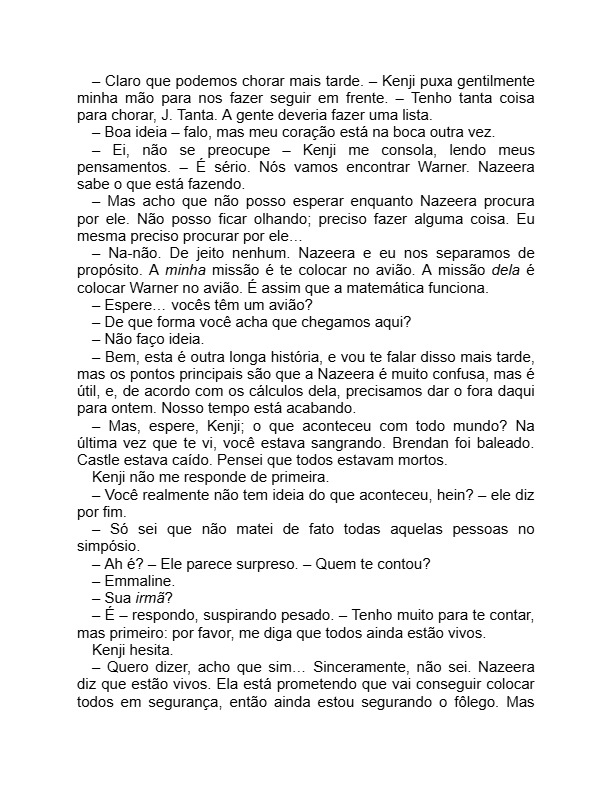 – Claro que podemos chorar mais tarde. – Kenji puxa gentilmente
minha mão para nos fazer seguir em frente. – Tenho tanta coisa
para chorar, J. Tanta. A gente deveria fazer uma lista.
– Boa ideia – falo, mas meu coração está na boca outra vez.
– Ei, não se preocupe – Kenji me consola, lendo meus
pensamentos. – É sério. Nós vamos encontrar Warner. Nazeera
sabe o que está fazendo.
– Mas acho que não posso esperar enquanto Nazeera procura
por ele. Não posso ficar olhando; preciso fazer alguma coisa. Eu
mesma preciso procurar por ele…
– Na-não. De jeito nenhum. Nazeera e eu nos separamos de
propósito. A minha missão é te colocar no avião. A missão dela é
colocar Warner no avião. É assim que a matemática funciona.
– Espere… vocês têm um avião?
– De que forma você acha que chegamos aqui?
– Não faço ideia.
– Bem, esta é outra longa história, e vou te falar disso mais tarde,
mas os pontos principais são que a Nazeera é muito confusa, mas é
útil, e, de acordo com os cálculos dela, precisamos dar o fora daqui
para ontem. Nosso tempo está acabando.
– Mas, espere, Kenji; o que aconteceu com todo mundo? Na
última vez que te vi, você estava sangrando. Brendan foi baleado.
Castle estava caído. Pensei que todos estavam mortos.
Kenji não me responde de primeira.
– Você realmente não tem ideia do que aconteceu, hein? – ele diz
por fim.
– Só sei que não matei de fato todas aquelas pessoas no
simpósio.
– Ah é? – Ele parece surpreso. – Quem te contou?
– Emmaline.
– Sua irmã?
– É – respondo, suspirando pesado. – Tenho muito para te contar,
mas primeiro: por favor, me diga que todos ainda estão vivos.
Kenji hesita.
– Quero dizer, acho que sim… Sinceramente, não sei. Nazeera
diz que estão vivos. Ela está prometendo que vai conseguir colocar
todos em segurança, então ainda estou segurando o fôlego. Mas